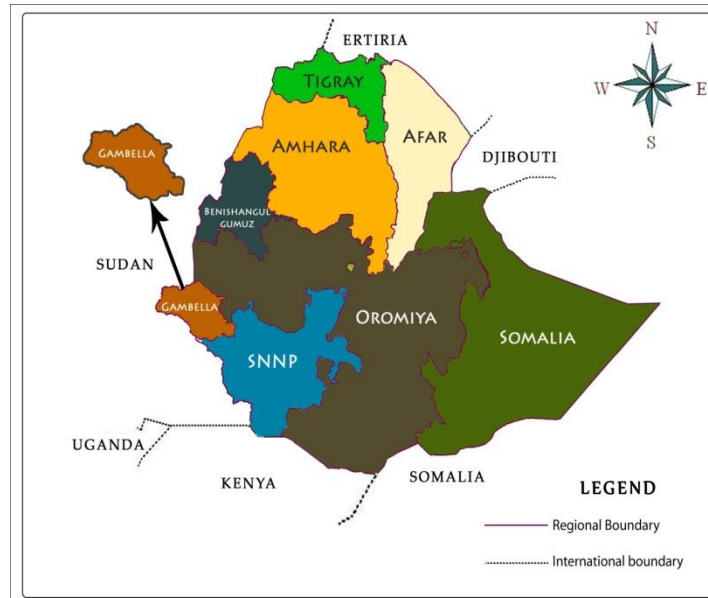 N
W E
S
ERTIRIA
TIGRAY
AFAR
AMHARA
GAMBELLA
DJIBOUTI
BENISHANGUL
GUMUZ
SUDAN
GAMBELLA
OROMIYA
SOMALIA
SNNP
UGANDA
KENYA
SOMALIA
LEGEND
Regional Boundary
International boundary